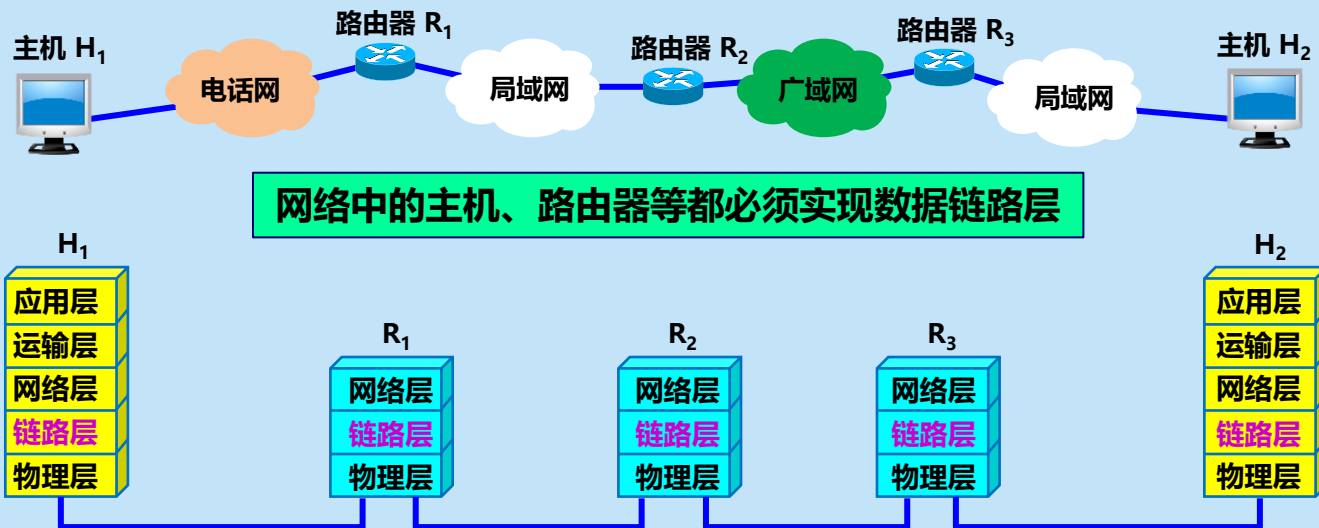 主机 H₁
路由器 R₁
路由器 R₂
路由器 R₃
主机 H₂
电话网
局域网
广域网
局域网
网络中的主机、路由器等都必须实现数据链路层
H₁
应用层
运输层
网络层
链路层
物理层
R₁
网络层
链路层
物理层
R₂
网络层
链路层
物理层
R₃
网络层
链路层
物理层
H₂
应用层
运输层
网络层
链路层
物理层